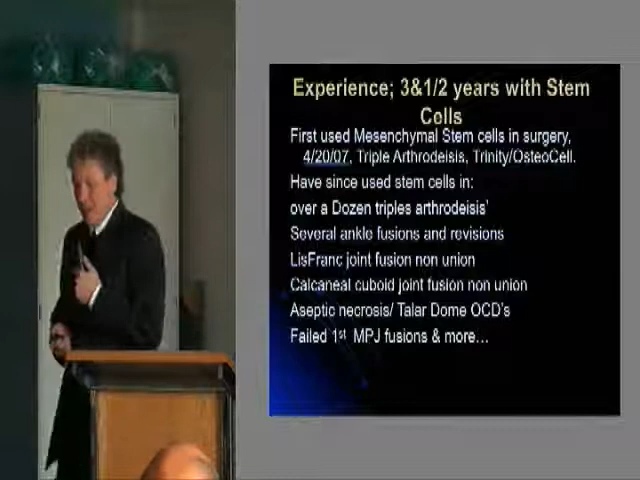 Experience; 3&1/2 years with Stem
Cells
First used Mesenchymal Stem cells in surgery,
4/20/07, Triple Arthrodeisis, Trinity/OsteoCel.
Have since used stem cells in:
over a Dozen triples arthrodeisis'
Several ankle fusions and revisions
LisFranc joint fusion non union
Calcaneal cuboid joint fusion non union
Aseptic necrosis/ Talar Dome OCD's
Failed 1st MPJ fusions & more...